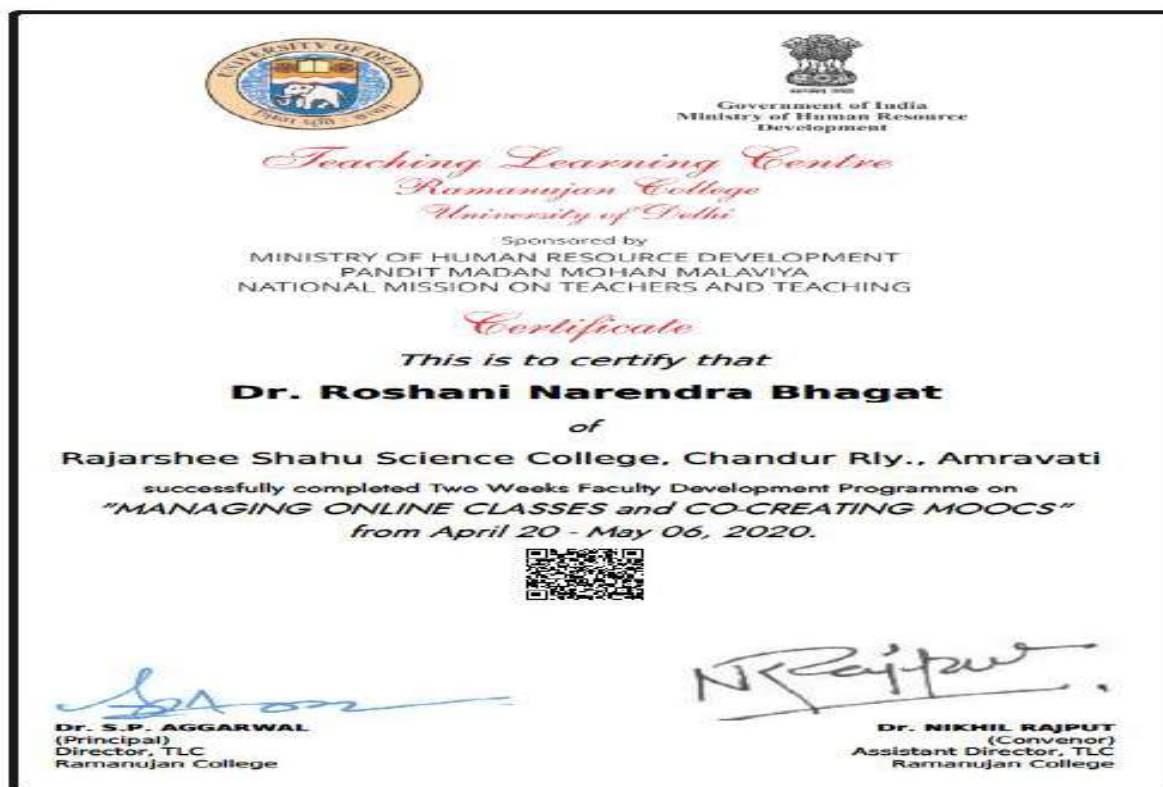 UNIVERSITY OF DELHI
Government of India
Ministry of Human Resource
Development
Teaching Learning Centre
Ramanujan College
University of Delhi
Sponsored by
MINISTRY OF HUMAN RESOURCE DEVELOPMENT
PANDIT MADAN MOHAN MALAVIYA
NATIONAL MISSION ON TEACHERS AND TEACHING
Certificate
This is to certify that
Dr. Roshani Narendra Bhagat
of
Rajarshee Shahu Science College, Chandur Rly., Amravati
successfully completed Two Weeks Faculty Development Programme on
"MANAGING ONLINE CLASSES and CO-CREATING MOOCS"
from April 20 - May 06, 2020.
NKRajput
Dr. S.P. AGGARWAL
(Principal)
Director, TLC
Ramanujan College
Dr. NIKHIL RAJPUT
(Convenor)
Assistant Director, TLC
Ramanujan College